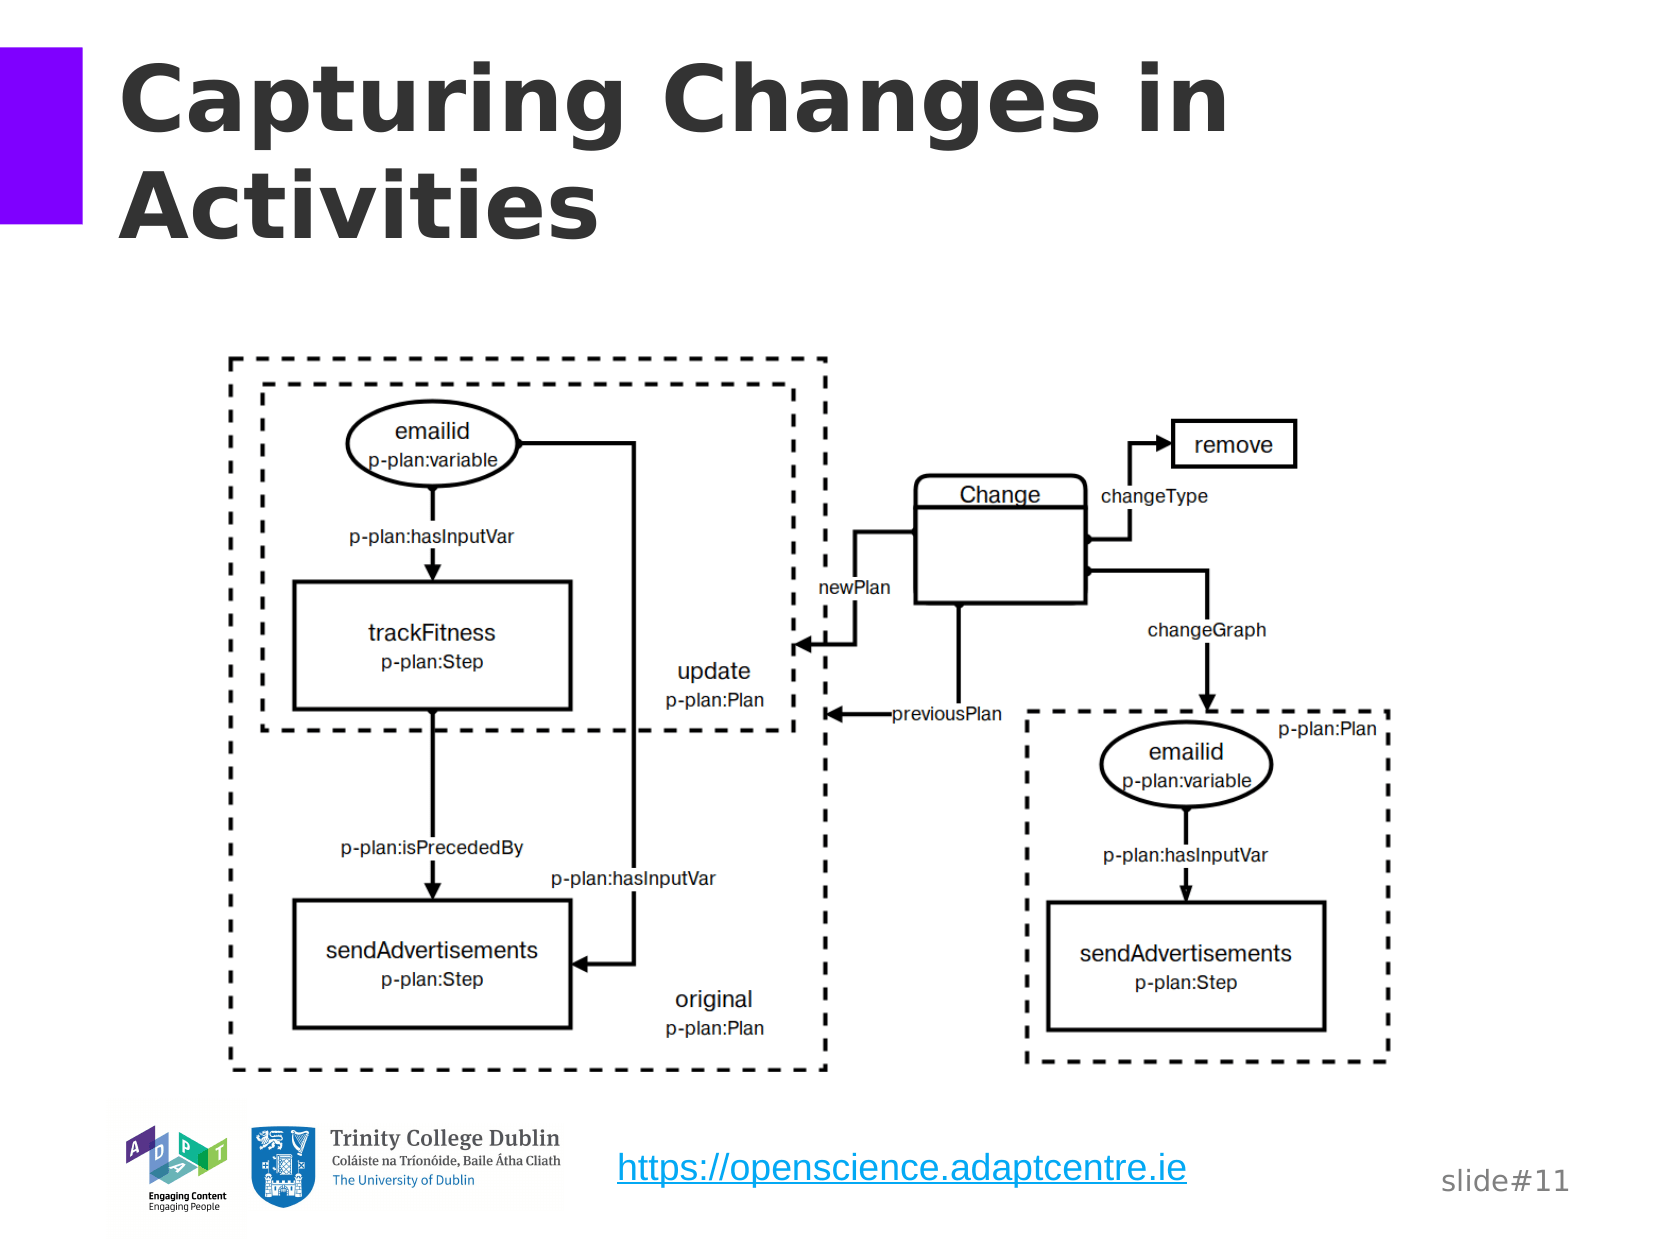 Capturing Changes in
Activities
emailid
p-plan:variable
p-plan:hasInputVar
trackFitness
p-plan:Step
update
p-plan:Plan
p-plan:isPrecededBy
p-plan:hasInputVar
sendAdvertisements
p-plan:Step
original
p-plan:Plan
Change
newPlan
previousPlan
changeType
remove
changeGraph
p-plan:Plan
emailid
p-plan:variable
p-plan:hasInputVar
sendAdvertisements
p-plan:Step
ADAPT
Engaging Content
Engaging People
Trinity College Dublin
Coláiste na Tríonóide, Baile Átha Cliath
The University of Dublin
https://openscience.adaptcentre.ie
slide#11